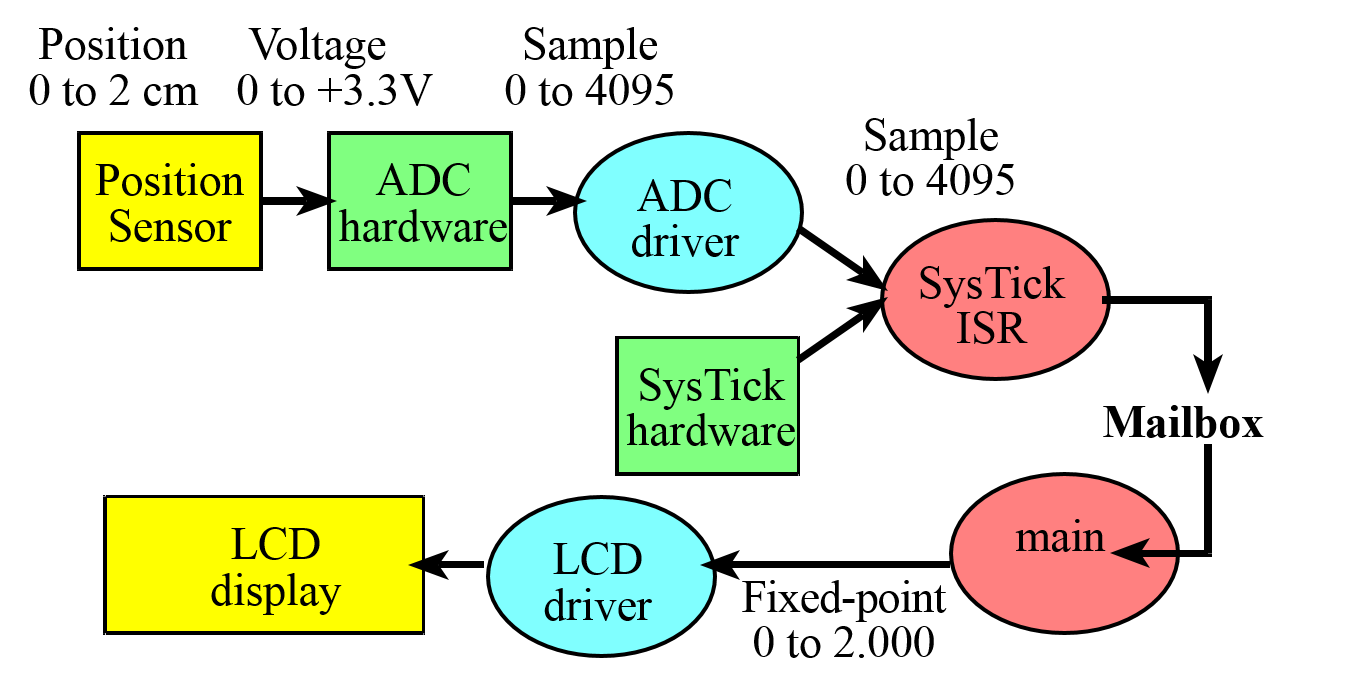 Position
0 to 2 cm
Voltage
0 to +3.3V
Sample
0 to 4095
Sample
0 to 4095
Position
Sensor
ADC
hardware
ADC
driver
SysTick
ISR
SysTick
hardware
Mailbox
main
Fixed-point
0 to 2.000
LCD
driver
LCD
display